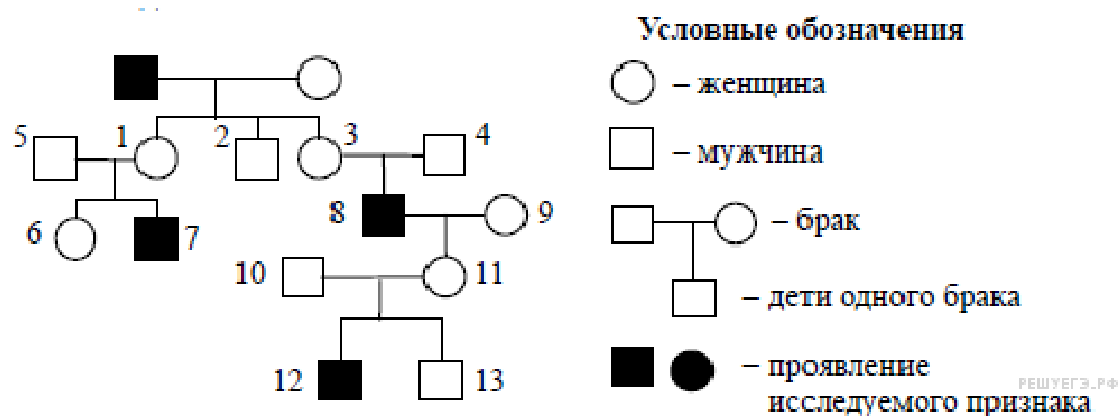 Условные обозначения
– женщина
– мужчина
– брак
– дети одного брака
– проявление
исследуемого признака
5 1 2 3 4
6 7 8 9
10 11
12 13
РЕШУЕГЭ.РФ